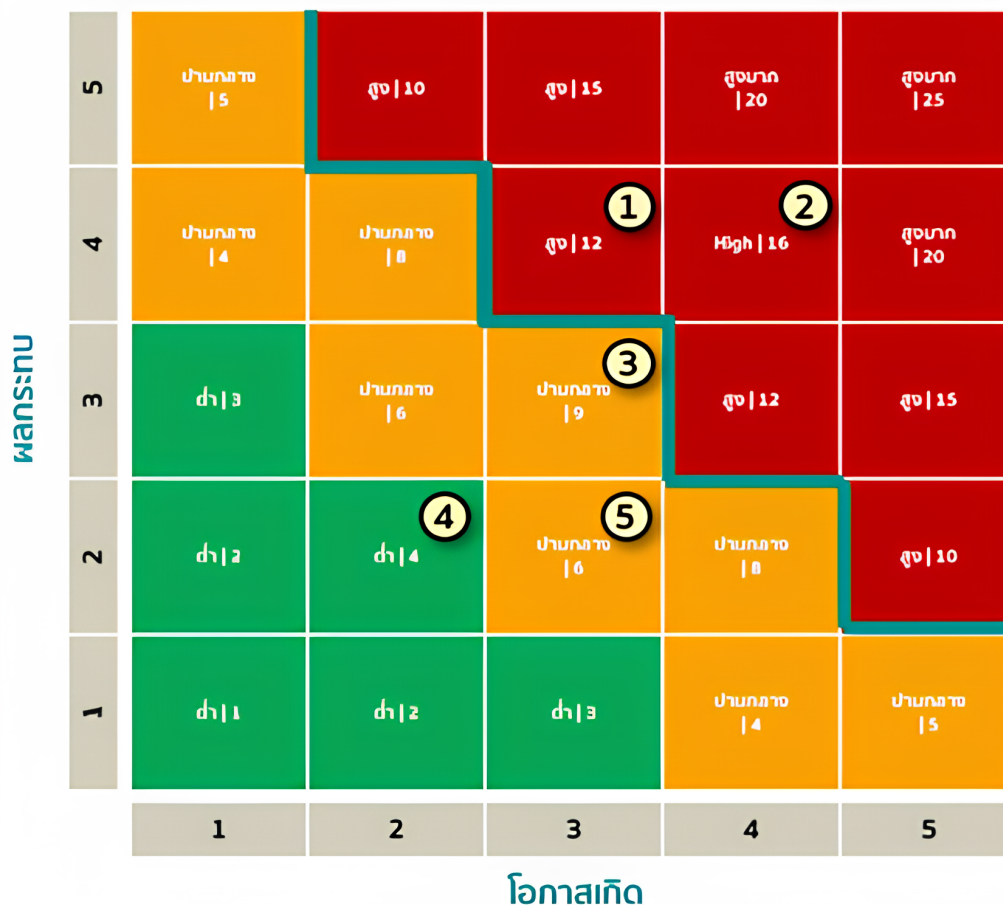 5
ปานกลาง
| 5
สูง | 10
สูง | 15
สูงมาก
| 20
สูงมาก
| 25
4
ปานกลาง
| 4
ปานกลาง
| 8
1
สูง | 12
2
High | 16
สูงมาก
| 20
ผลกระทบ
3
ต่ำ | 3
ปานกลาง
| 6
3
ปานกลาง
| 9
สูง | 12
สูง | 15
2
ต่ำ | 2
4
ต่ำ | 4
5
ปานกลาง
| 6
ปานกลาง
| 8
สูง | 10
1
ต่ำ | 1
ต่ำ | 2
ต่ำ | 3
ปานกลาง
| 4
ปานกลาง
| 5
1
2
3
4
5
โอกาสเกิด